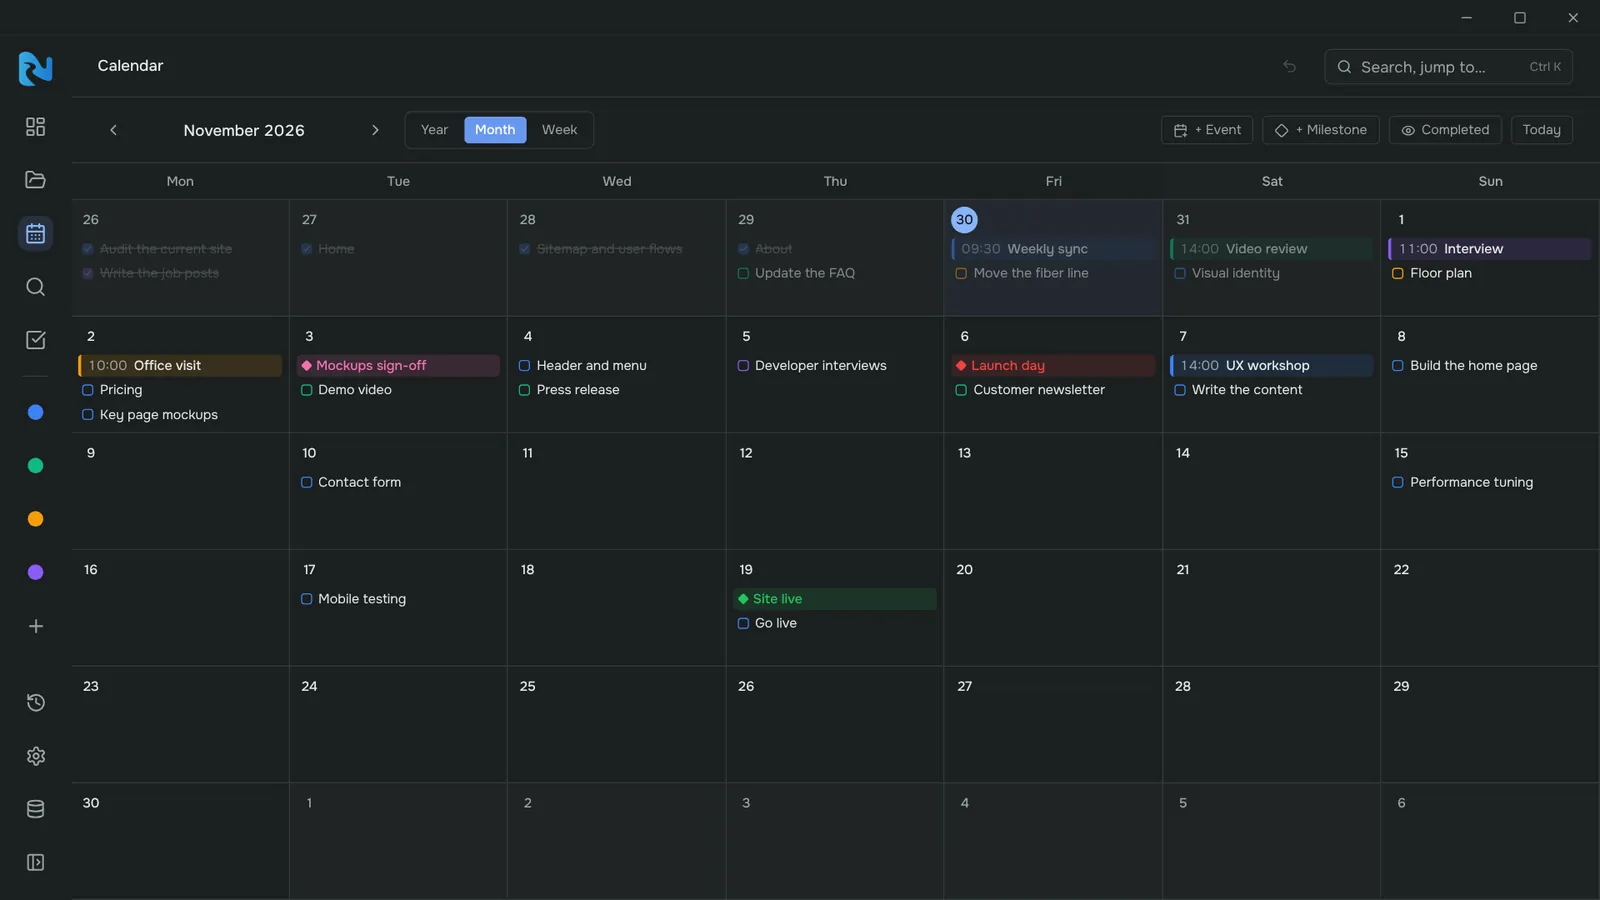 Calendar
Search, jump to...
Ctrl K
November 2026
Year
Month
Week
+ Event
+ Milestone
Completed
Today
Mon
Tue
Wed
Thu
Fri
Sat
Sun
26
Audit the current site
Write the job posts
27
Home
28
Sitemap and user flows
29
About
Update the FAQ
30
09:30 Weekly sync
Move the fiber line
31
14:00 Video review
Visual identity
1
11:00 Interview
Floor plan
2
10:00 Office visit
Pricing
Key page mockups
3
Mockups sign-off
Demo video
4
Header and menu
Press release
5
Developer interviews
6
Launch day
Customer newsletter
7
14:00 UX workshop
Write the content
8
Build the home page
9
10
Contact form
11
12
13
14
15
Performance tuning
16
17
Mobile testing
18
19
Site live
Go live
20
21
22
23
24
25
26
27
28
29
30
1
2
3
4
5
6